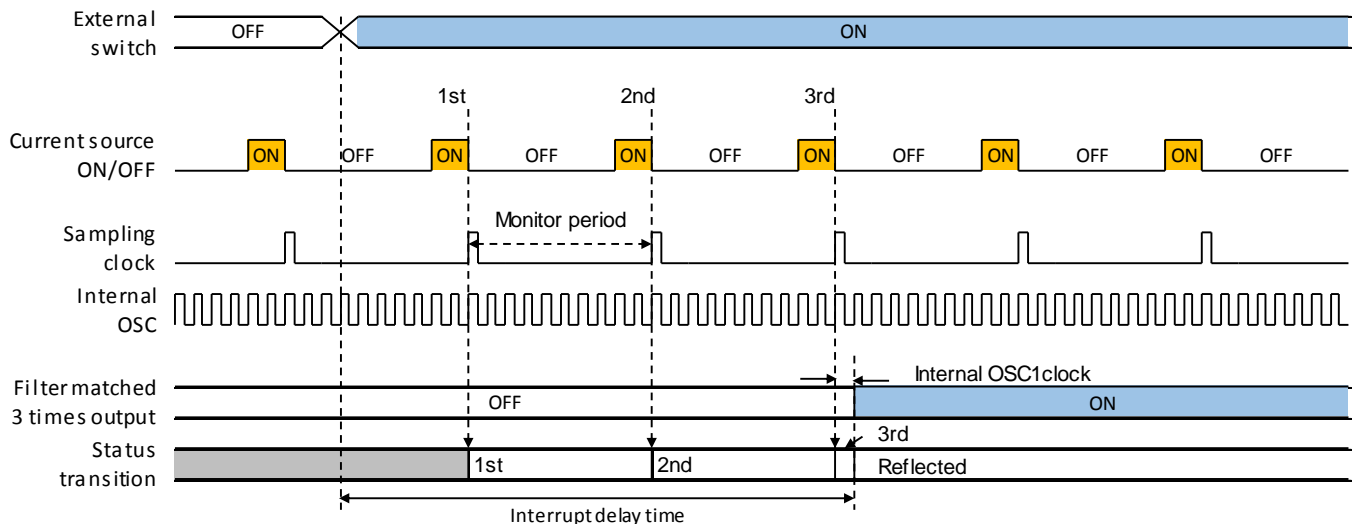 External switch
OFF
ON
1st
2nd
3rd
Current source ON/OFF
ON
OFF
ON
OFF
ON
OFF
ON
OFF
ON
OFF
ON
OFF
Monitor period
Sampling clock
Internal OSC
Internal OSC1clock
Filter matched 3 times output
OFF
ON
Status transition
1st
2nd
3rd
Reflected
Interrupt delay time